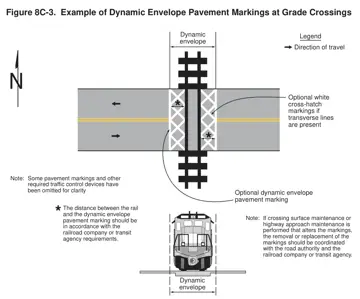 Figure 8C-3. Example of Dynamic Envelope Pavement Markings at Grade Crossings
Dynamic
envelope
Legend
Direction of travel
N
Optional white
cross-hatch
markings if
transverse lines
are present
*
*
Note: Some pavement markings and other
required traffic control devices have
been omitted for clarity
Optional dynamic envelope
pavement marking
* The distance between the rail
and the dynamic envelope
pavement marking should be
in accordance with the
railroad company or transit
agency requirements.
Note: If crossing surface maintenance or
highway approach maintenance is
performed that alters the markings,
the removal or replacement of the
markings should be coordinated
with the road authority and the
railroad company or transit agency.
Dynamic
envelope